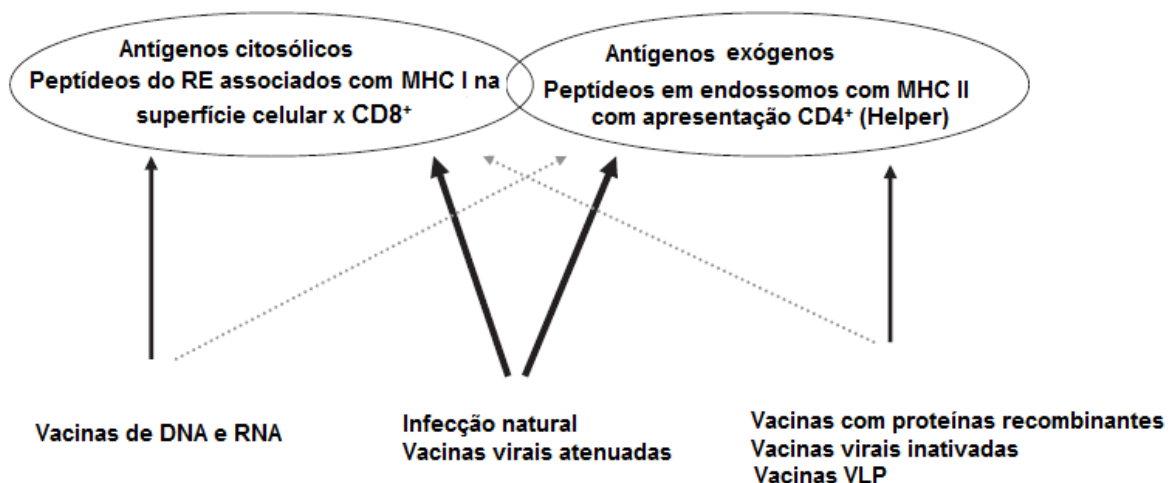 Antígenos citosólicos
Peptídeos do RE associados com MHC I na
superfície celular x CD8⁺
Antígenos exógenos
Peptídeos em endossomos com MHC II
com apresentação CD4⁺ (Helper)
Vacinas de DNA e RNA
Infecção natural
Vacinas virais atenuadas
Vacinas com proteínas recombinantes
Vacinas virais inativadas
Vacinas VLP